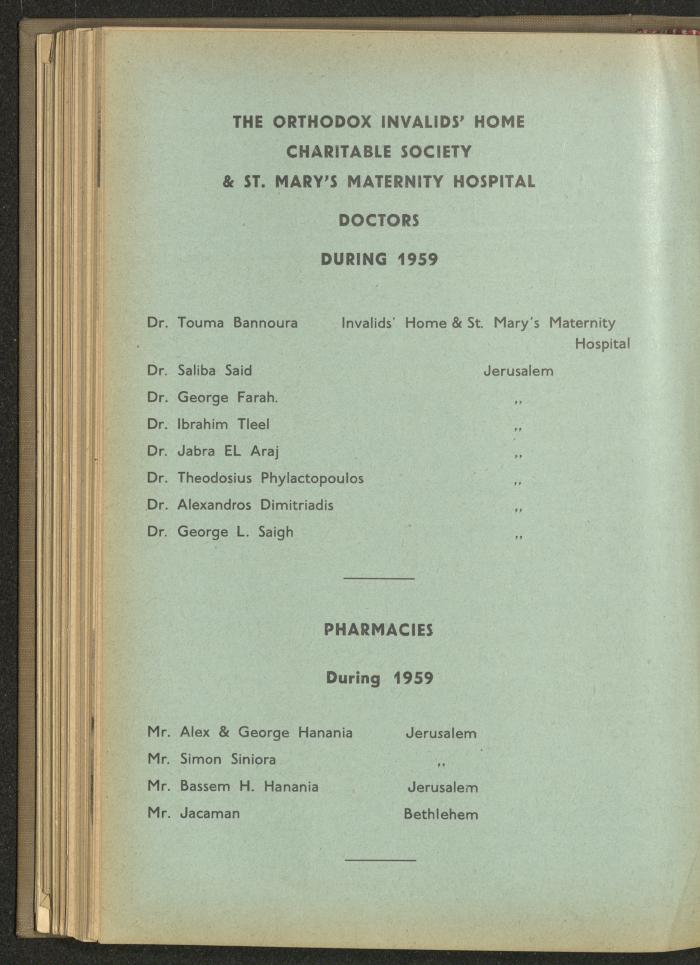 THE ORTHODOX INVALIDS' HOME
CHARITABLE SOCIETY
& ST. MARY'S MATERNITY HOSPITAL
DOCTORS
DURING 1959
Dr. Touma Bannoura Invalids' Home & St. Mary's Maternity
Hospital
Dr. Saliba Said Jerusalem
Dr. George Farah. ,,
Dr. Ibrahim Tleel ,,
Dr. Jabra EL Araj ,,
Dr. Theodosius Phylactopoulos ,,
Dr. Alexandros Dimitriadis ,,
Dr. George L. Saigh ,,
PHARMACIES
During 1959
Mr. Alex & George Hanania Jerusalem
Mr. Simon Siniora ,,
Mr. Bassem H. Hanania Jerusalem
Mr. Jacaman Bethlehem